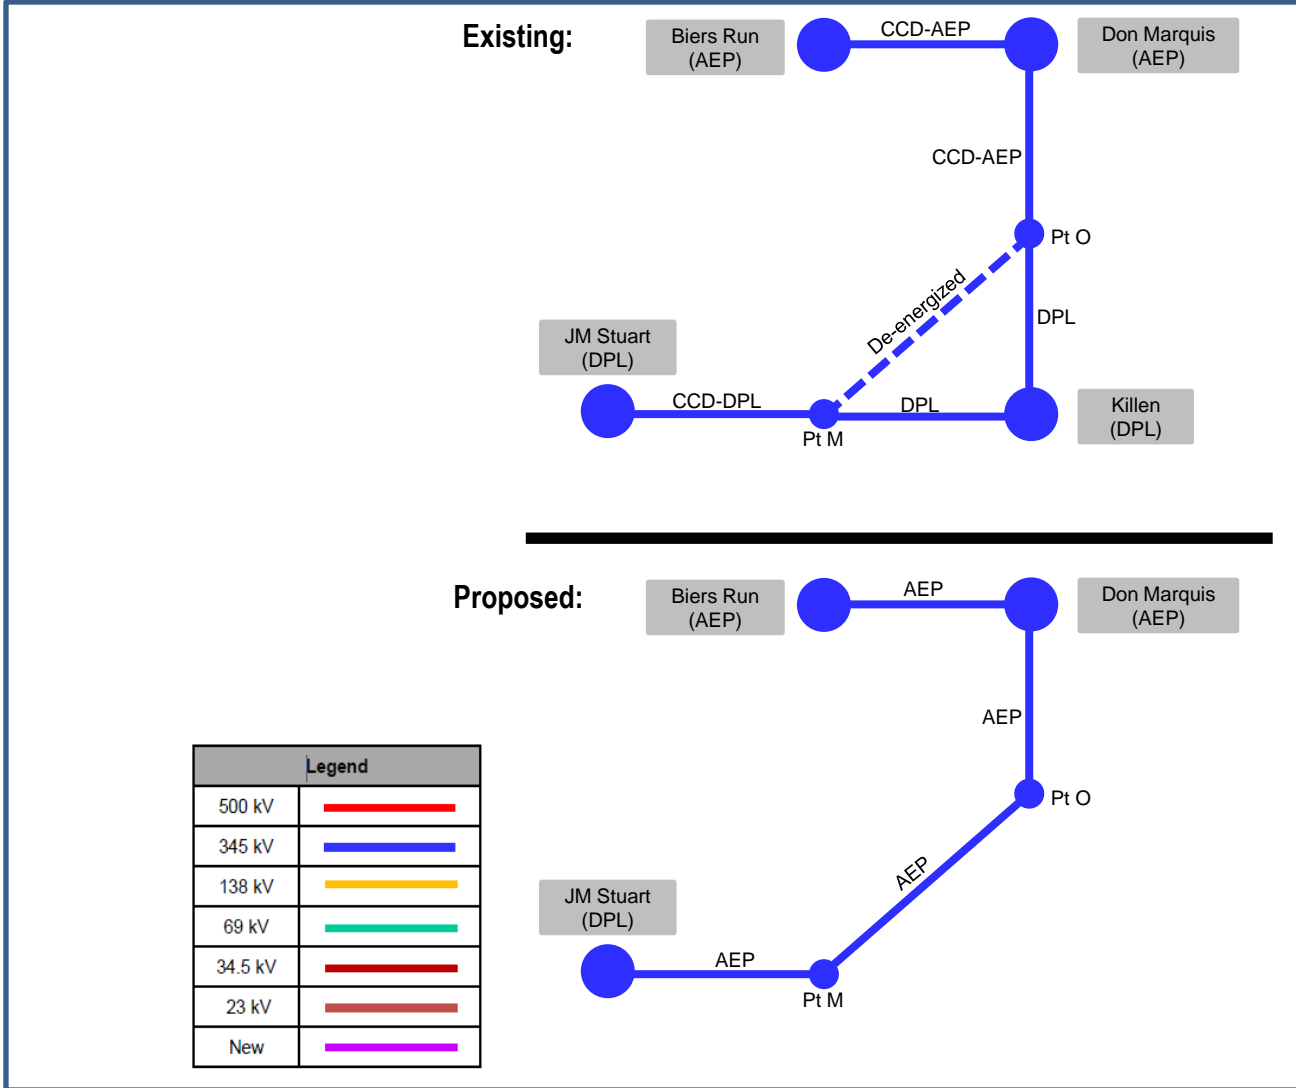 Existing:
Biers Run
(AEP)
CCD-AEP
Don Marquis
(AEP)
CCD-AEP
Pt O
De-energized
DPL
JM Stuart
(DPL)
CCD-DPL
Pt M
DPL
Killen
(DPL)
Proposed:
Biers Run
(AEP)
AEP
Don Marquis
(AEP)
AEP
Pt O
AEP
JM Stuart
(DPL)
AEP
Pt M
Legend
500 kV
345 kV
138 kV
69 kV
34.5 kV
23 kV
New